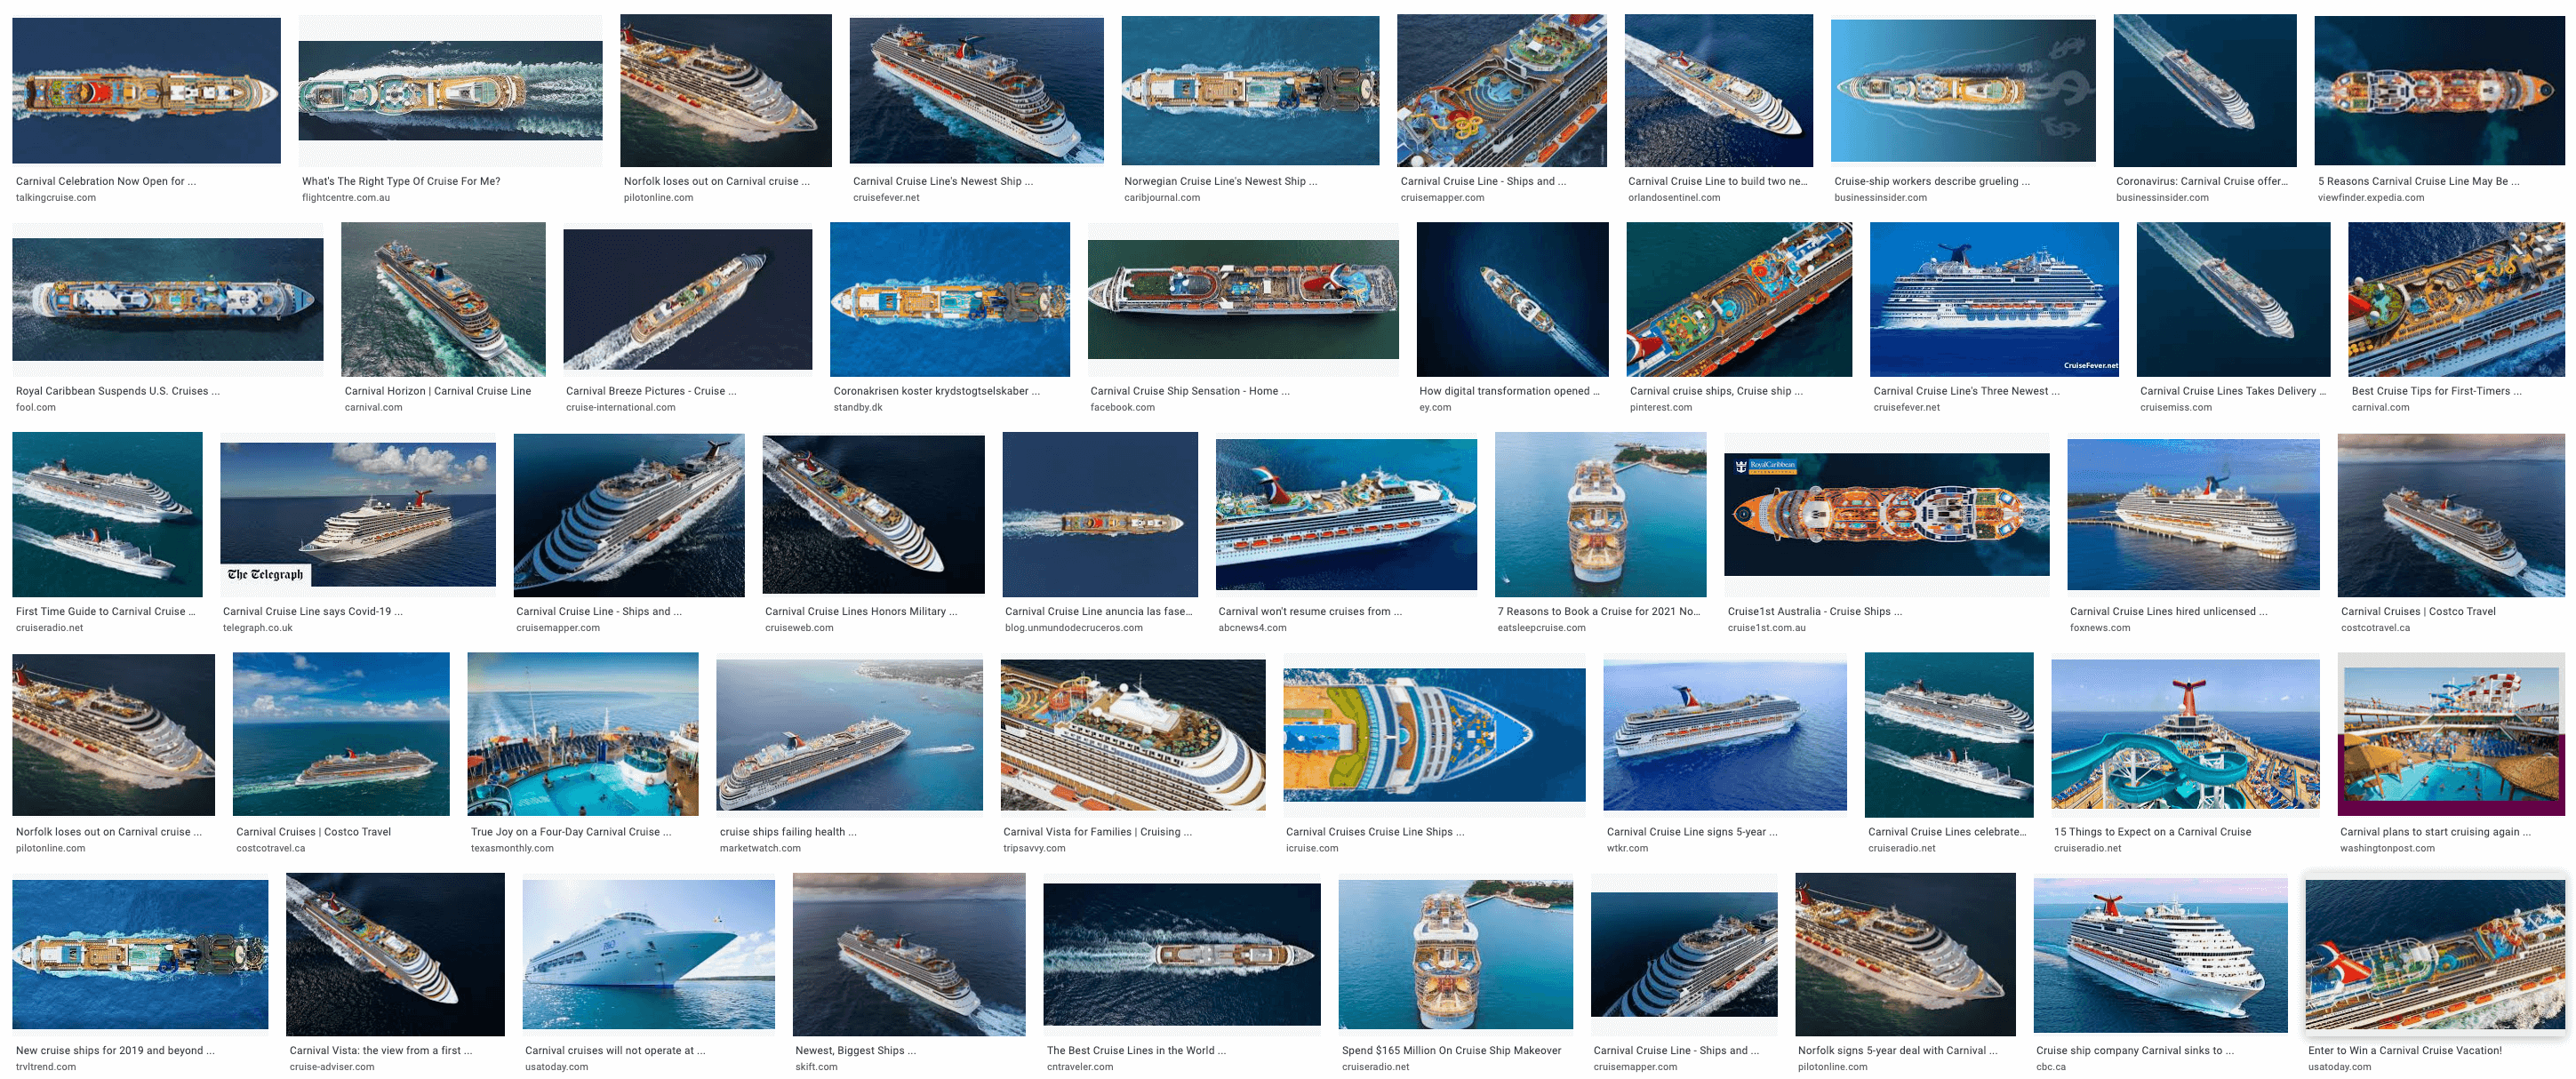 Carnival Celebration Now Open for ...
talkingcruise.com
What's The Right Type Of Cruise For Me?
flightcentre.com.au
Norfolk loses out on Carnival cruise ...
pilotonline.com
Carnival Cruise Line's Newest Ship ...
cruisefever.net
Norwegian Cruise Line's Newest Ship ...
caribjournal.com
Carnival Cruise Line - Ships and ...
cruisemapper.com
Carnival Cruise Line to build two ne...
orlandosentinel.com
Cruise-ship workers describe grueling ...
businessinsider.com
Coronavirus: Carnival Cruise offer...
businessinsider.com
5 Reasons Carnival Cruise Line May Be ...
viewfinder.expedia.com
CruiseFever.net
Royal Caribbean Suspends U.S. Cruises ...
fool.com
Carnival Horizon | Carnival Cruise Line
carnival.com
Carnival Breeze Pictures - Cruise ...
cruise-international.com
Coronakrisen koster krydstogtselskaber ...
standby.dk
Carnival Cruise Ship Sensation - Home ...
facebook.com
How digital transformation opened ...
ey.com
Carnival cruise ships, Cruise ship ...
pinterest.com
Carnival Cruise Line's Three Newest ...
cruisefever.net
Carnival Cruise Lines Takes Delivery ...
cruisemiss.com
Best Cruise Tips for First-Timers ...
carnival.com
The Telegraph
RoyalCaribbean
INTERNATIONAL
First Time Guide to Carnival Cruise ...
cruiseradio.net
Carnival Cruise Line says Covid-19 ...
telegraph.co.uk
Carnival Cruise Line - Ships and ...
cruisemapper.com
Carnival Cruise Lines Honors Military ...
cruiseweb.com
Carnival Cruise Line anuncia las fase...
blog.unmundodecruceros.com
Carnival won't resume cruises from ...
abcnews4.com
7 Reasons to Book a Cruise for 2021 No...
eatsleepcruise.com
Cruise1st Australia - Cruise Ships ...
cruise1st.com.au
Carnival Cruise Lines hired unlicensed ...
foxnews.com
Carnival Cruises | Costco Travel
costcotravel.ca
Norfolk loses out on Carnival cruise ...
pilotonline.com
Carnival Cruises | Costco Travel
costcotravel.ca
True Joy on a Four-Day Carnival Cruise ...
texasmonthly.com
cruise ships failing health ...
marketwatch.com
Carnival Vista for Families | Cruising ...
tripsavvy.com
Carnival Cruises Cruise Line Ships ...
icruise.com
Carnival Cruise Line signs 5-year ...
wtkr.com
Carnival Cruise Lines celebrate...
cruiseradio.net
15 Things to Expect on a Carnival Cruise
cruiseradio.net
Carnival plans to start cruising again ...
washingtonpost.com
New cruise ships for 2019 and beyond ...
trvltrend.com
Carnival Vista: the view from a first ...
cruise-adviser.com
Carnival cruises will not operate at ...
usatoday.com
Newest, Biggest Ships ...
skift.com
The Best Cruise Lines in the World ...
cntraveler.com
Spend $165 Million On Cruise Ship Makeover
cruiseradio.net
Carnival Cruise Line - Ships and ...
cruisemapper.com
Norfolk signs 5-year deal with Carnival ...
pilotonline.com
Cruise ship company Carnival sinks to ...
cbc.ca
Enter to Win a Carnival Cruise Vacation!
usatoday.com